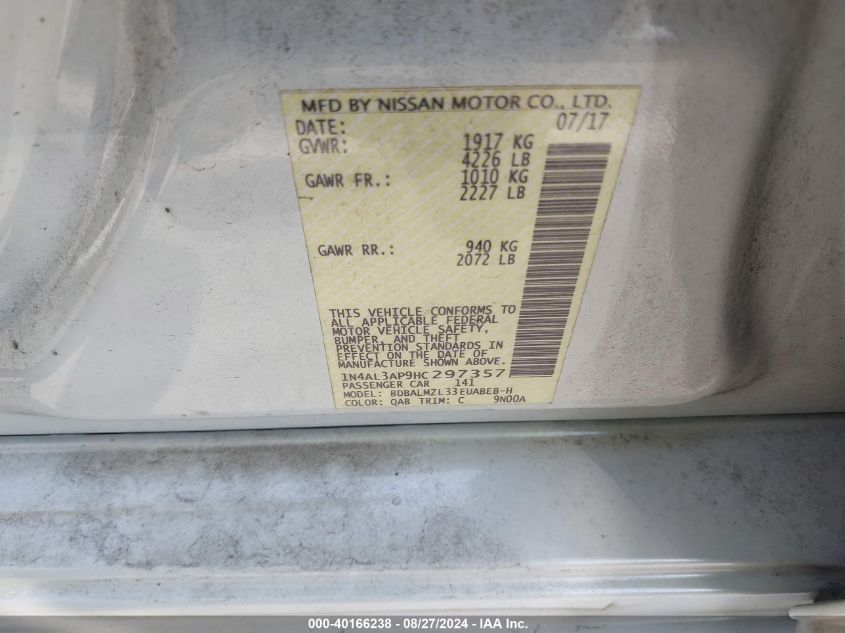 MFD BY NISSAN MOTOR CO., LTD.
DATE: 07/17
GVWR: 1917 KG
4226 LB
GAWR FR.: 1010 KG
2227 LB
GAWR RR.: 940 KG
2072 LB
THIS VEHICLE CONFORMS TO
ALL APPLICABLE FEDERAL
MOTOR VEHICLE SAFETY,
BUMPER, AND THEFT
PREVENTION STANDARDS IN
EFFECT ON THE DATE OF
MANUFACTURE SHOWN ABOVE.
1N4AL3AP9HC297357
PASSENGER CAR 141
MODEL: BDBALMZL33EUABEB-H
COLOR: QAB TRIM: C 9N00A
000-40166238 - 08/27/2024 - IAA Inc.